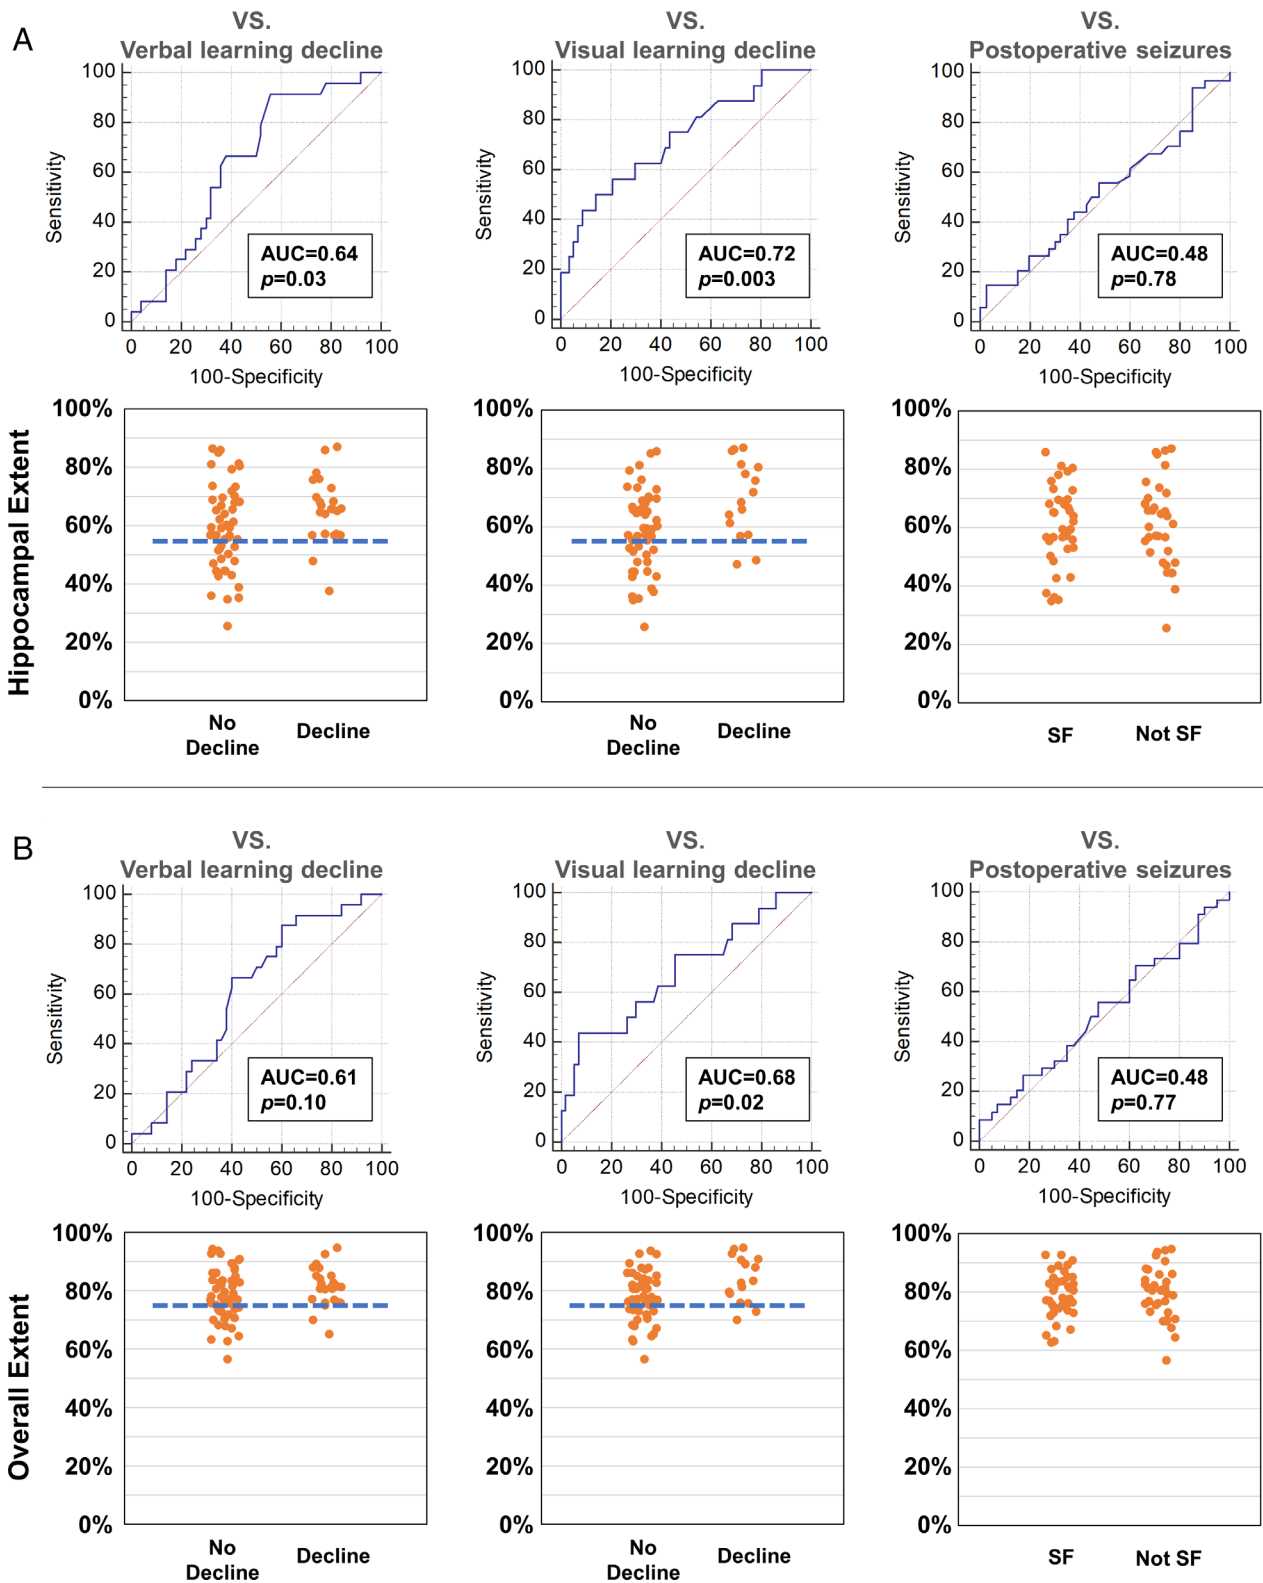 A
VS.
Verbal learning decline
VS.
Visual learning decline
VS.
Postoperative seizures
Sensitivity
100
80
60
40
20
0
AUC=0.64
p=0.03
0 20 40 60 80 100
100-Specificity
Sensitivity
100
80
60
40
20
0
AUC=0.72
p=0.003
0 20 40 60 80 100
100-Specificity
Sensitivity
100
80
60
40
20
0
AUC=0.48
p=0.78
0 20 40 60 80 100
100-Specificity
Hippocampal Extent
100%
80%
60%
40%
20%
0%
No
Decline
Decline
100%
80%
60%
40%
20%
0%
No
Decline
Decline
100%
80%
60%
40%
20%
0%
SF
Not SF
B
VS.
Verbal learning decline
VS.
Visual learning decline
VS.
Postoperative seizures
Sensitivity
100
80
60
40
20
0
AUC=0.61
p=0.10
0 20 40 60 80 100
100-Specificity
Sensitivity
100
80
60
40
20
0
AUC=0.68
p=0.02
0 20 40 60 80 100
100-Specificity
Sensitivity
100
80
60
40
20
0
AUC=0.48
p=0.77
0 20 40 60 80 100
100-Specificity
Overall Extent
100%
80%
60%
40%
20%
0%
No
Decline
Decline
100%
80%
60%
40%
20%
0%
No
Decline
Decline
100%
80%
60%
40%
20%
0%
SF
Not SF